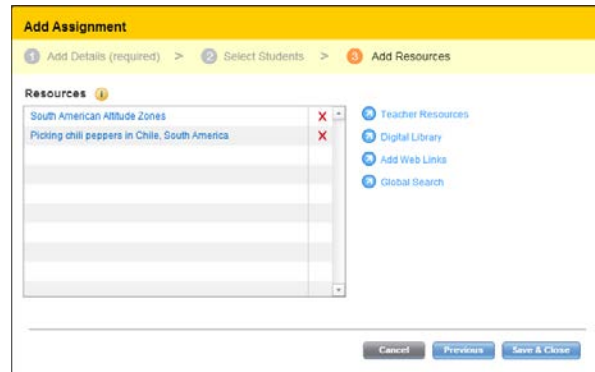 Add Assignment
1 Add Details (required) > 2 Select Students > 3 Add Resources
Resources i
South American Altitude Zones X
Picking chili peppers in Chile, South America X
Teacher Resources
Digital Library
Add Web Links
Global Search
Cancel Previous Save & Close